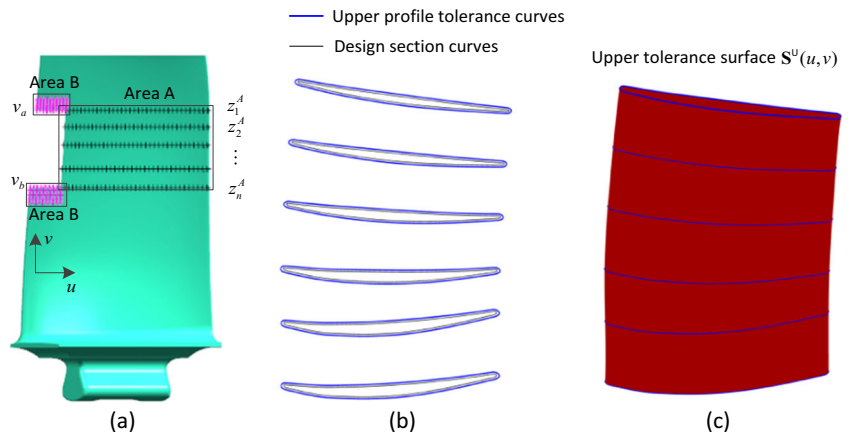 Upper profile tolerance curves
Design section curves
Upper tolerance surface S^U(u,v)
Area B
Area A
v_a
z_1^A
z_2^A
⋮
v_b
z_n^A
Area B
v
u
(a)
(b)
(c)